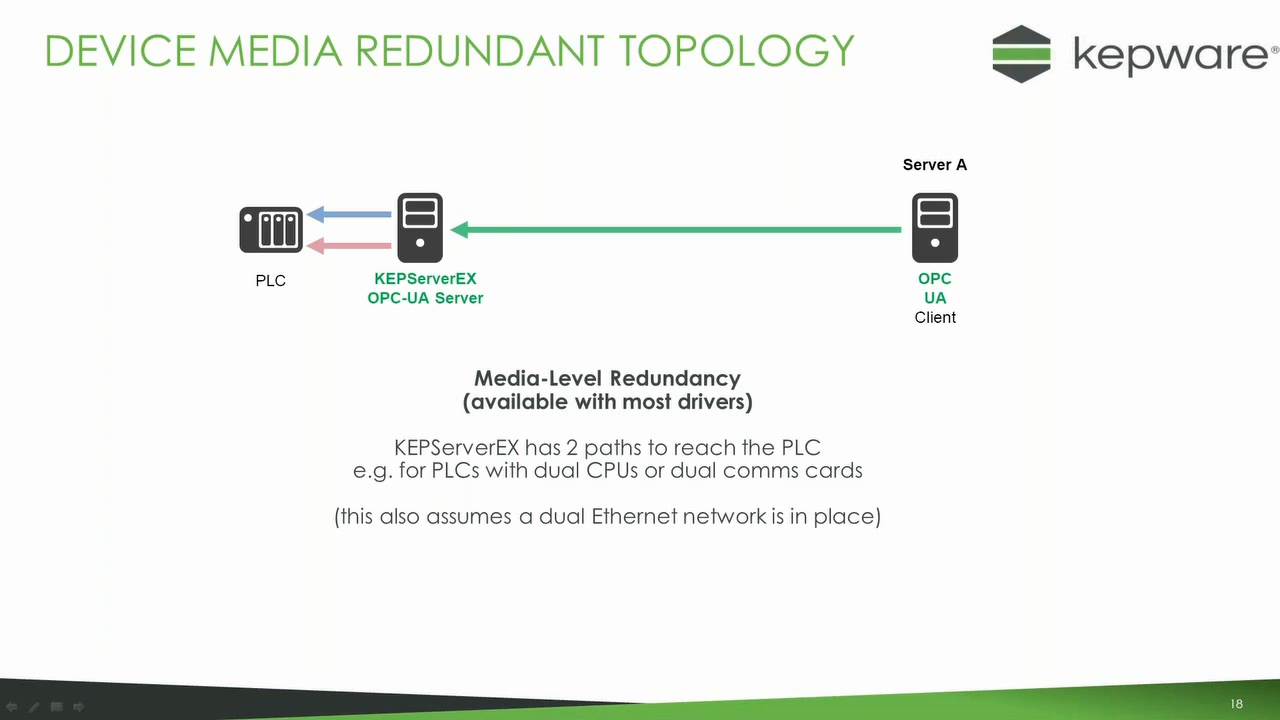 DEVICE MEDIA REDUNDANT TOPOLOGY
kepware®
Server A
PLC
KEPServerEX
OPC-UA Server
OPC
UA
Client
Media-Level Redundancy
(available with most drivers)
KEPServerEX has 2 paths to reach the PLC
e.g. for PLCs with dual CPUs or dual comms cards
(this also assumes a dual Ethernet network is in place)
18